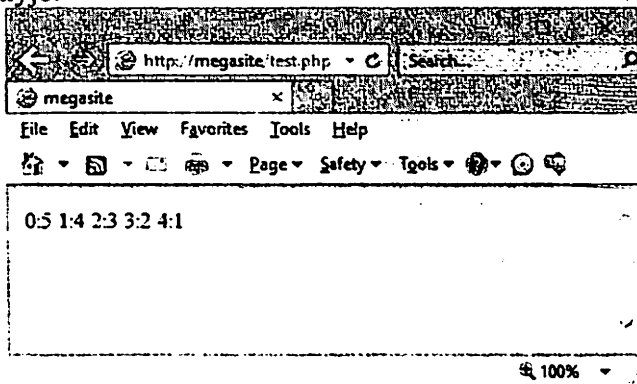 http://megasite/test.php
Search...
megasite
File Edit View Favorites Tools Help
Page Safety Tools
0:5 1:4 2:3 3:2 4:1
100%